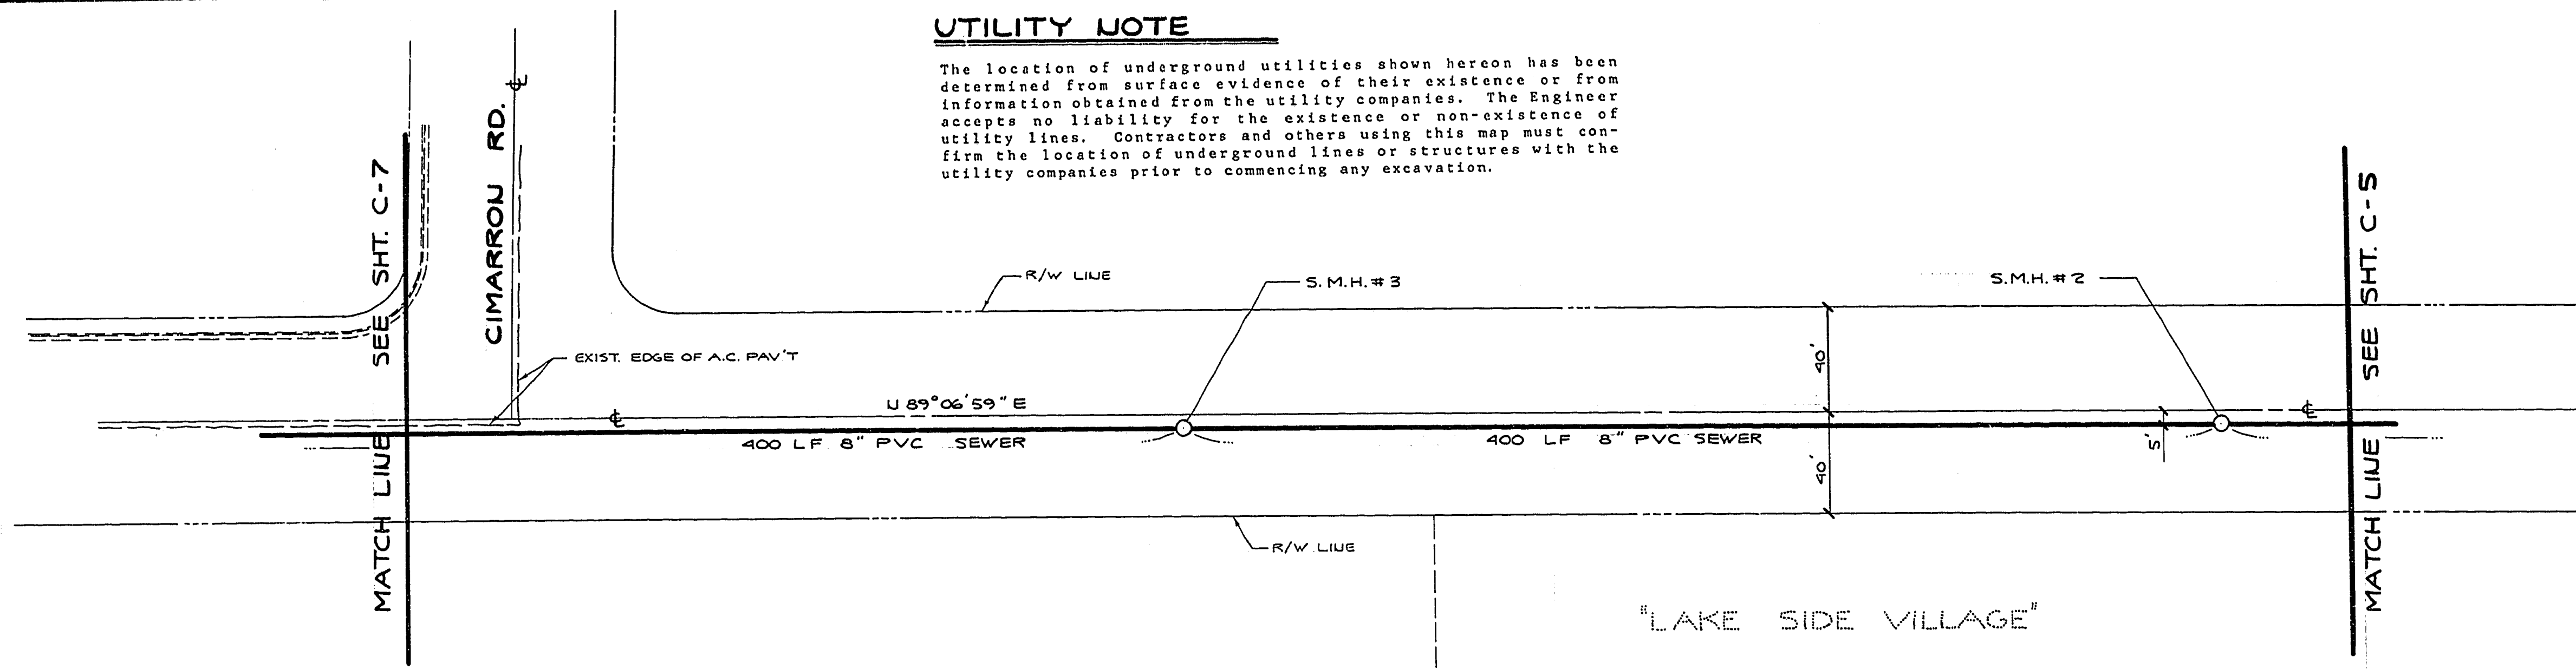 UTILITY NOTE
The location of underground utilities shown hereon has been
determined from surface evidence of their existence or from
information obtained from the utility companies. The Engineer
accepts no liability for the existence or non-existence of
utility lines. Contractors and others using this map must con-
firm the location of underground lines or structures with the
utility companies prior to commencing any excavation.
MATCH LINE SEE SHT. C-7
CIMARRON RD. ℄
R/W LINE
S.M.H. #3
S.M.H. #2
EXIST. EDGE OF A.C. PAV'T
℄
N 89°06'59" E
400 LF 8" PVC SEWER
400 LF 8" PVC SEWER
40'
40'
5'
℄
R/W LINE
"LAKE SIDE VILLAGE"
MATCH LINE SEE SHT. C-5